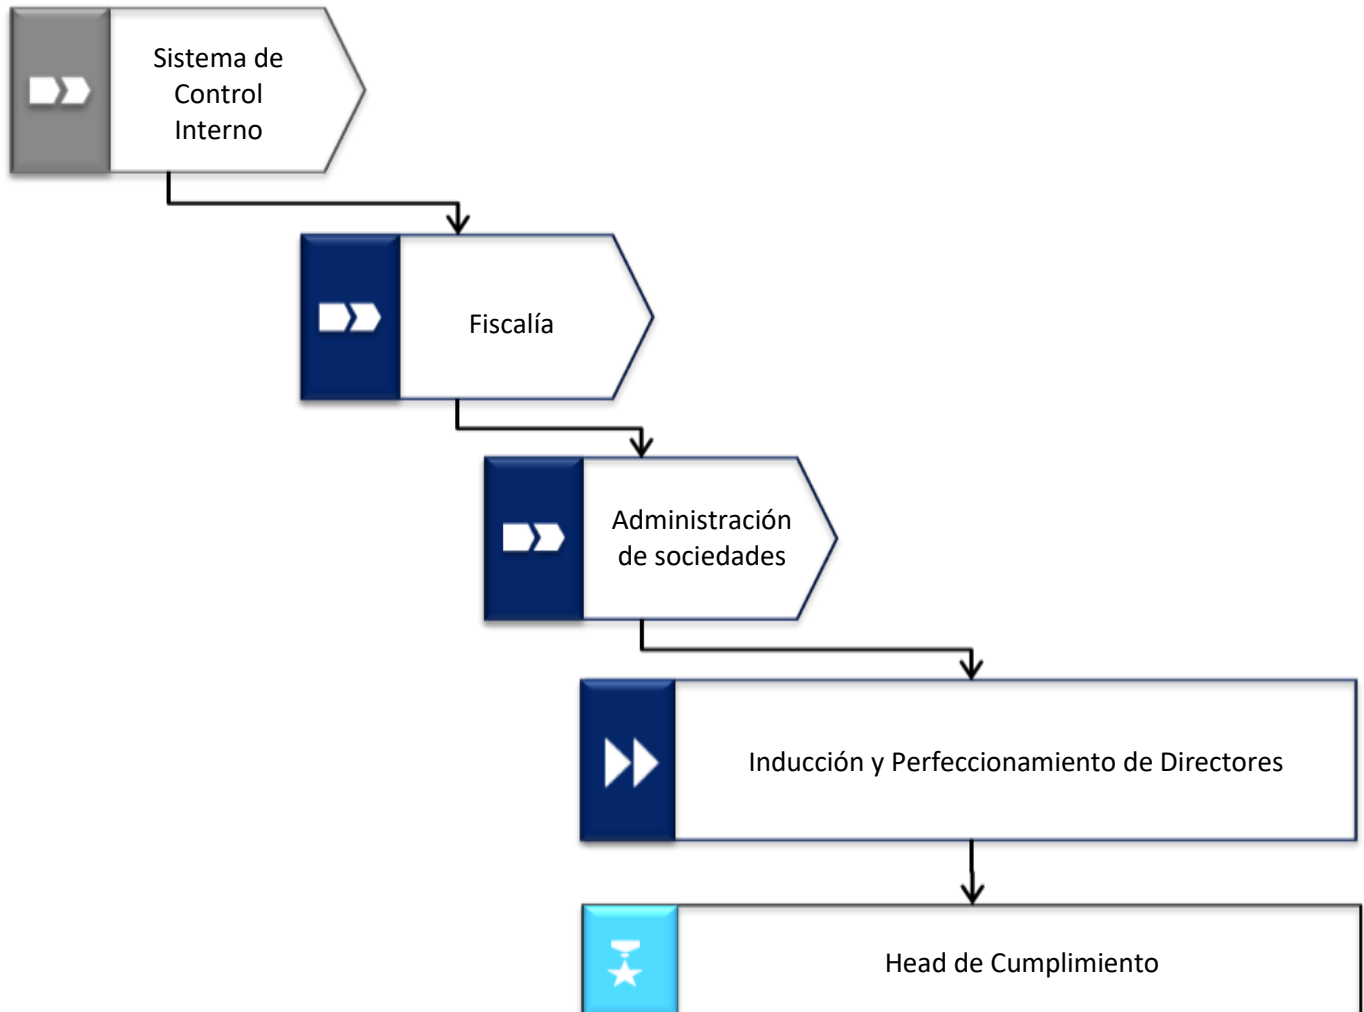 Sistema de
Control
Interno
Fiscalía
Administración
de sociedades
Inducción y Perfeccionamiento de Directores
Head de Cumplimiento